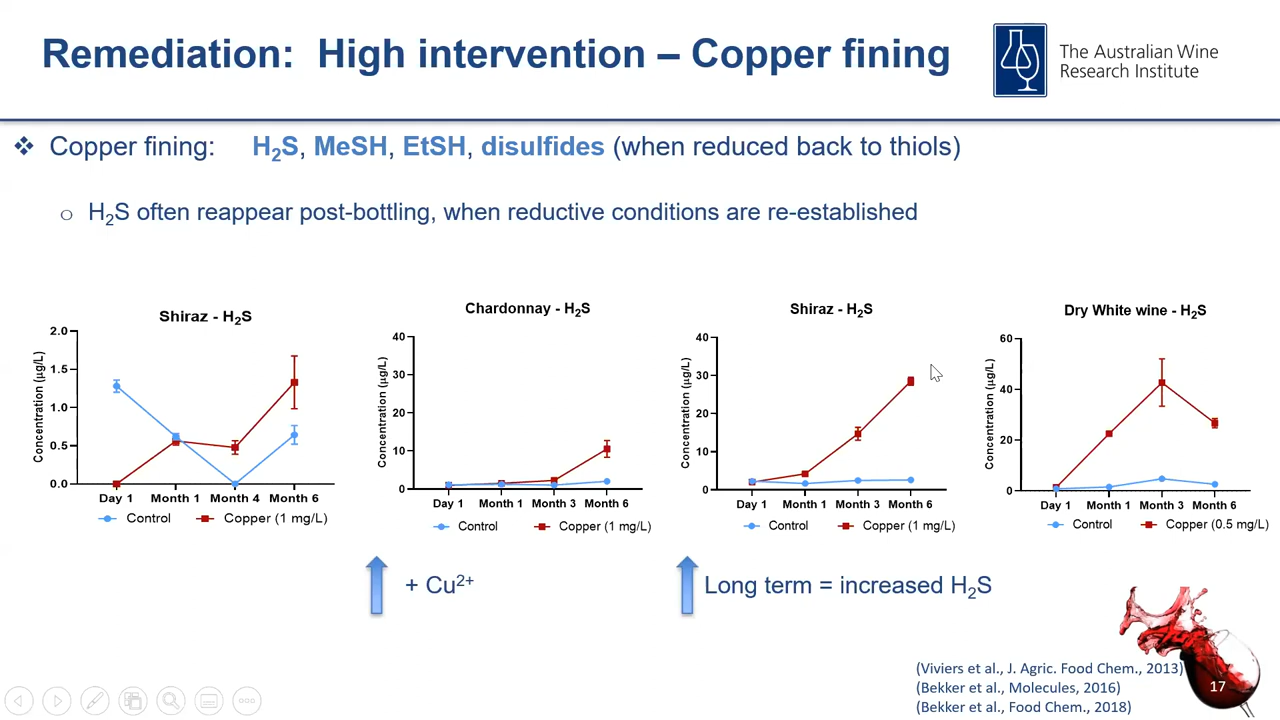 Remediation:  High intervention – Copper fining
The Australian Wine
Research Institute
❖ Copper fining: H₂S, MeSH, EtSH, disulfides (when reduced back to thiols)
o H₂S often reappear post-bottling, when reductive conditions are re-established
Shiraz - H₂S
Concentration (µg/L)
2.0
1.5
1.0
0.5
0.0
Day 1 Month 1 Month 4 Month 6
Control Copper (1 mg/L)
Chardonnay - H₂S
Concentration (µg/L)
40
30
20
10
0
Day 1 Month 1 Month 3 Month 6
Control Copper (1 mg/L)
Shiraz - H₂S
Concentration (µg/L)
40
30
20
10
0
Day 1 Month 1 Month 3 Month 6
Control Copper (1 mg/L)
Dry White wine - H₂S
Concentration (µg/L)
60
40
20
0
Day 1 Month 1 Month 3 Month 6
Control Copper (0.5 mg/L)
+ Cu²⁺
Long term = increased H₂S
(Viviers et al., J. Agric. Food Chem., 2013)
(Bekker et al., Molecules, 2016)
(Bekker et al., Food Chem., 2018)
17